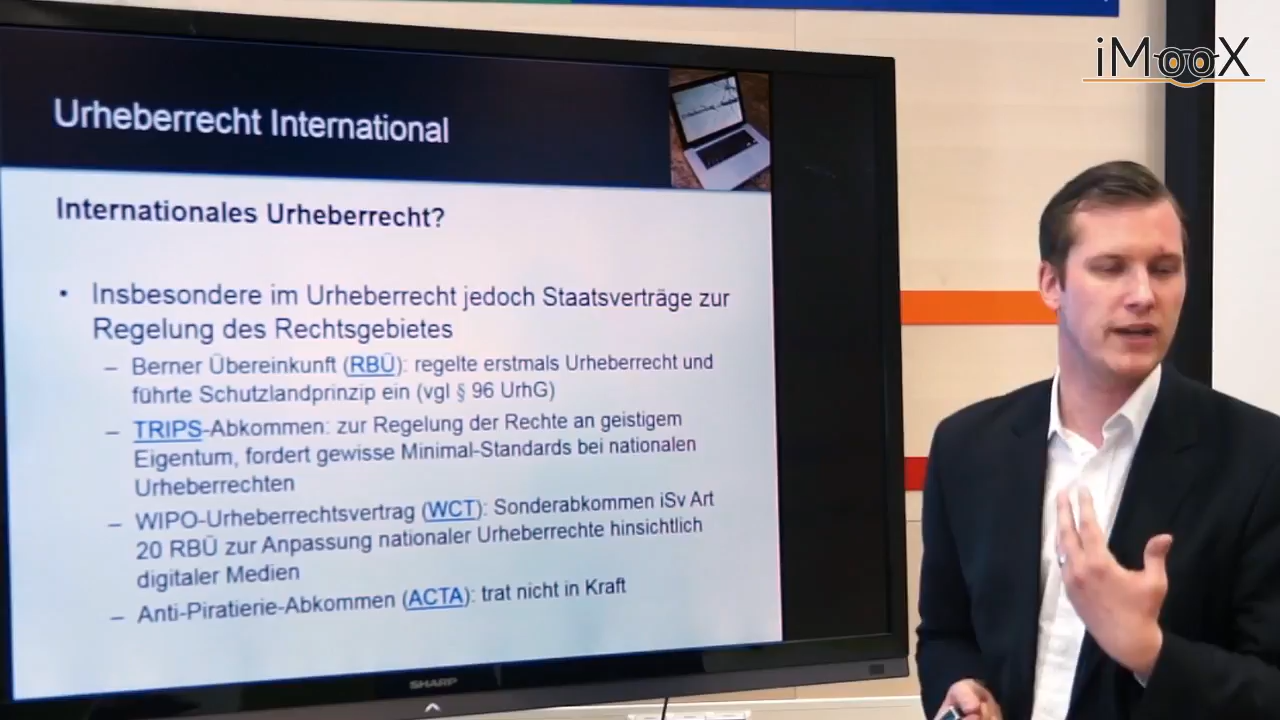 iMooX
Urheberrecht International
Internationales Urheberrecht?
• Insbesondere im Urheberrecht jedoch Staatsverträge zur
Regelung des Rechtsgebietes
– Berner Übereinkunft (RBÜ): regelte erstmals Urheberrecht und
führte Schutzlandprinzip ein (vgl § 96 UrhG)
– TRIPS-Abkommen: zur Regelung der Rechte an geistigem
Eigentum, fordert gewisse Minimal-Standards bei nationalen
Urheberrechten
– WIPO-Urheberrechtsvertrag (WCT): Sonderabkommen iSv Art
20 RBÜ zur Anpassung nationaler Urheberrechte hinsichtlich
digitaler Medien
– Anti-Piratierie-Abkommen (ACTA): trat nicht in Kraft
SHARP